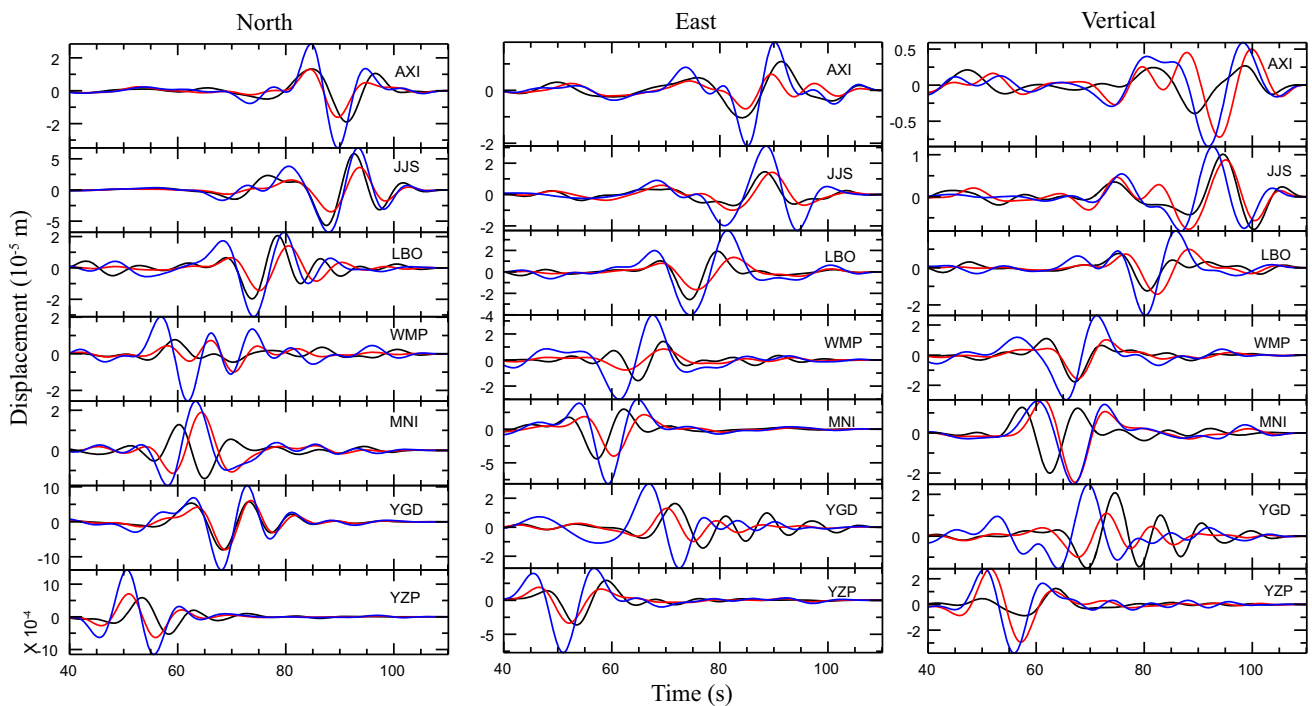 North
East
Vertical
Displacement (10⁻⁵ m)
2
0
-2
AXI
5
0
-5
JJS
2
0
-2
LBO
2
0
-2
WMP
2
0
MNI
10
0
-10
YGD
10
0
10
X 10⁻⁴
YZP
40 60 80 100
0
-2
AXI
2
0
-2
JJS
2
0
-2
-4
LBO
2
0
-2
WMP
0
-5
MNI
2
0
-2
YGD
0
-5
YZP
40 60 80 100
0.5
0
-0.5
AXI
1
0
JJS
2
0
-2
LBO
2
0
-2
WMP
0
-2
MNI
2
0
YGD
0
-2
YZP
40 60 80 100
Time (s)